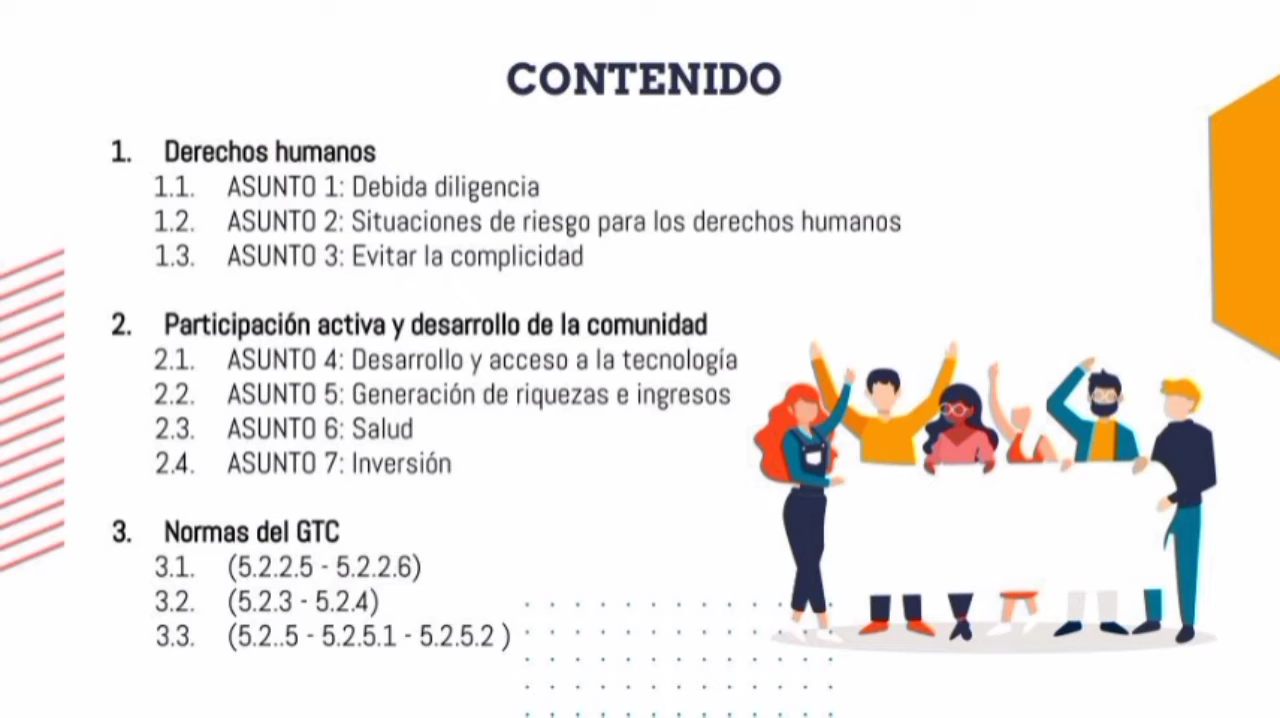 CONTENIDO
1. Derechos humanos
1.1. ASUNTO 1: Debida diligencia
1.2. ASUNTO 2: Situaciones de riesgo para los derechos humanos
1.3. ASUNTO 3: Evitar la complicidad
2. Participación activa y desarrollo de la comunidad
2.1. ASUNTO 4: Desarrollo y acceso a la tecnología
2.2. ASUNTO 5: Generación de riquezas e ingresos
2.3. ASUNTO 6: Salud
2.4. ASUNTO 7: Inversión
3. Normas del GTC
3.1. (5.2.2.5 - 5.2.2.6)
3.2. (5.2.3 - 5.2.4)
3.3. (5.2..5 - 5.2.5.1 - 5.2.5.2 )